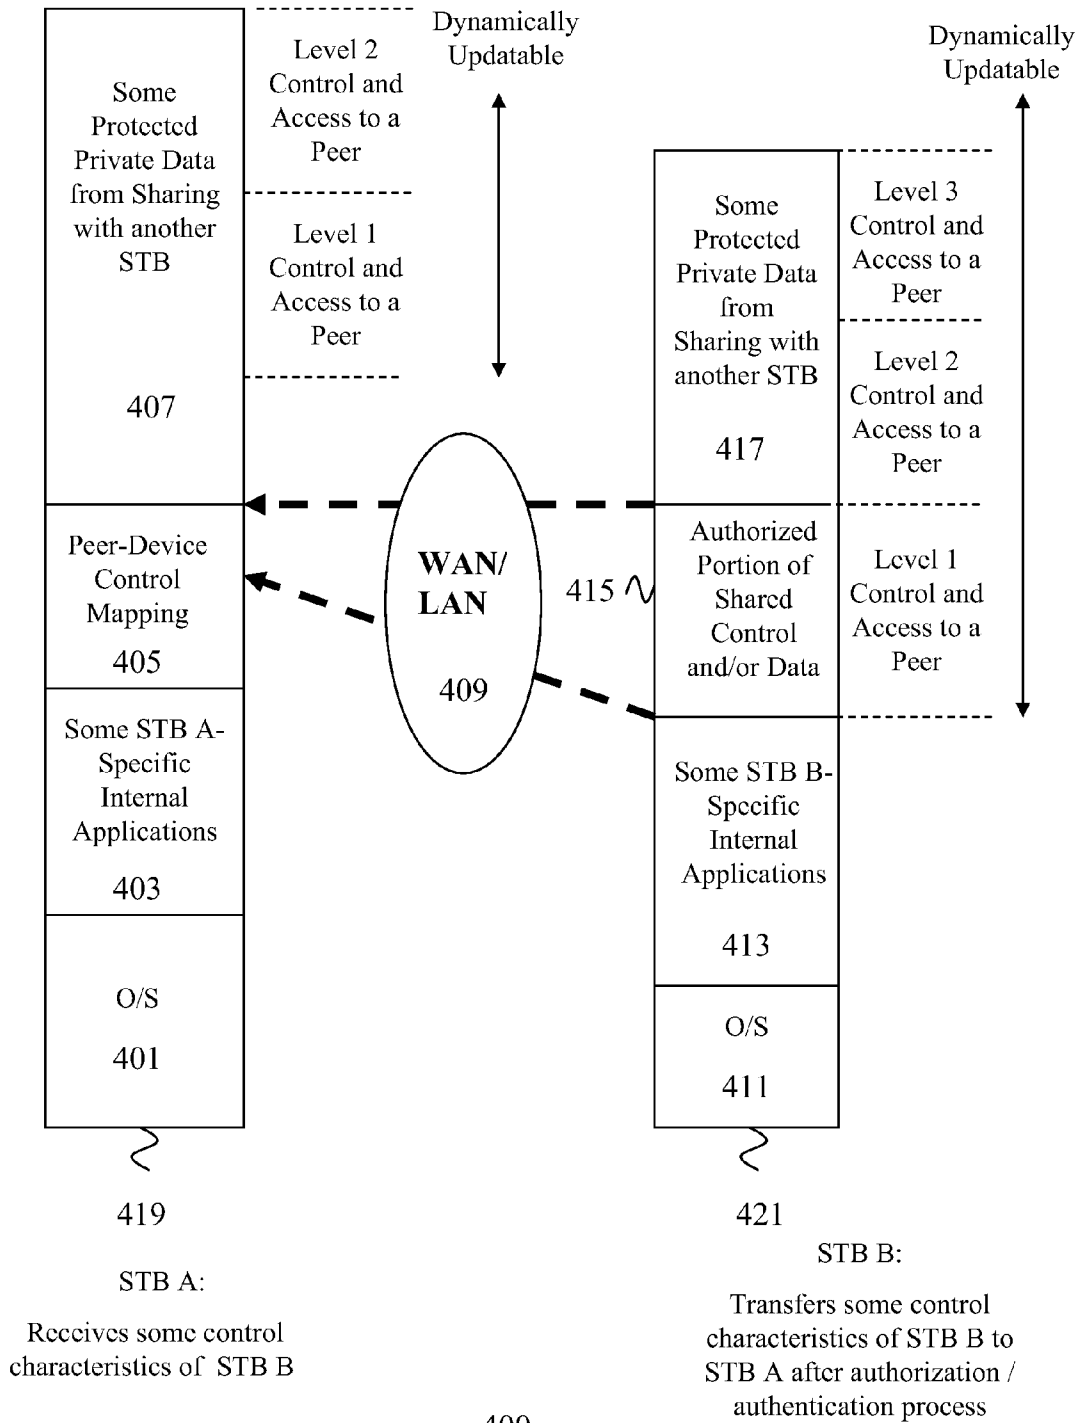 Some
Protected
Private Data
from Sharing
with another
STB
407
Level 2
Control and
Access to a
Peer
Level 1
Control and
Access to a
Peer
Dynamically
Updatable
Peer-Device
Control
Mapping
405
Some STB A-
Specific
Internal
Applications
403
O/S
401
419
STB A:
Receives some control
characteristics of STB B
WAN/
LAN
409
Dynamically
Updatable
Some
Protected
Private Data
from
Sharing with
another STB
417
Level 3
Control and
Access to a
Peer
Level 2
Control and
Access to a
Peer
415
Authorized
Portion of
Shared
Control
and/or Data
Level 1
Control and
Access to a
Peer
Some STB B-
Specific
Internal
Applications
413
O/S
411
421
STB B:
Transfers some control
characteristics of STB B to
STB A after authorization /
authentication process